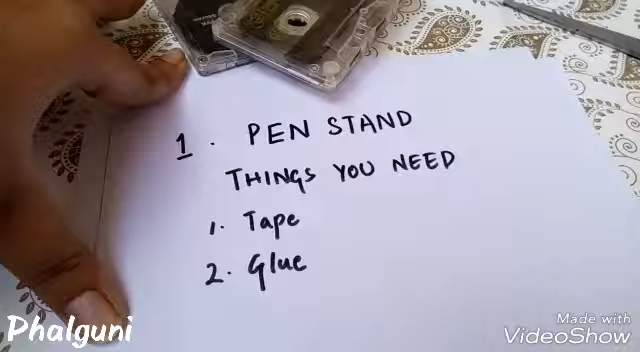 1. PEN STAND
THINGS YOU NEED
1. Tape
2. Glue
Phalguni
Made with
VideoShow